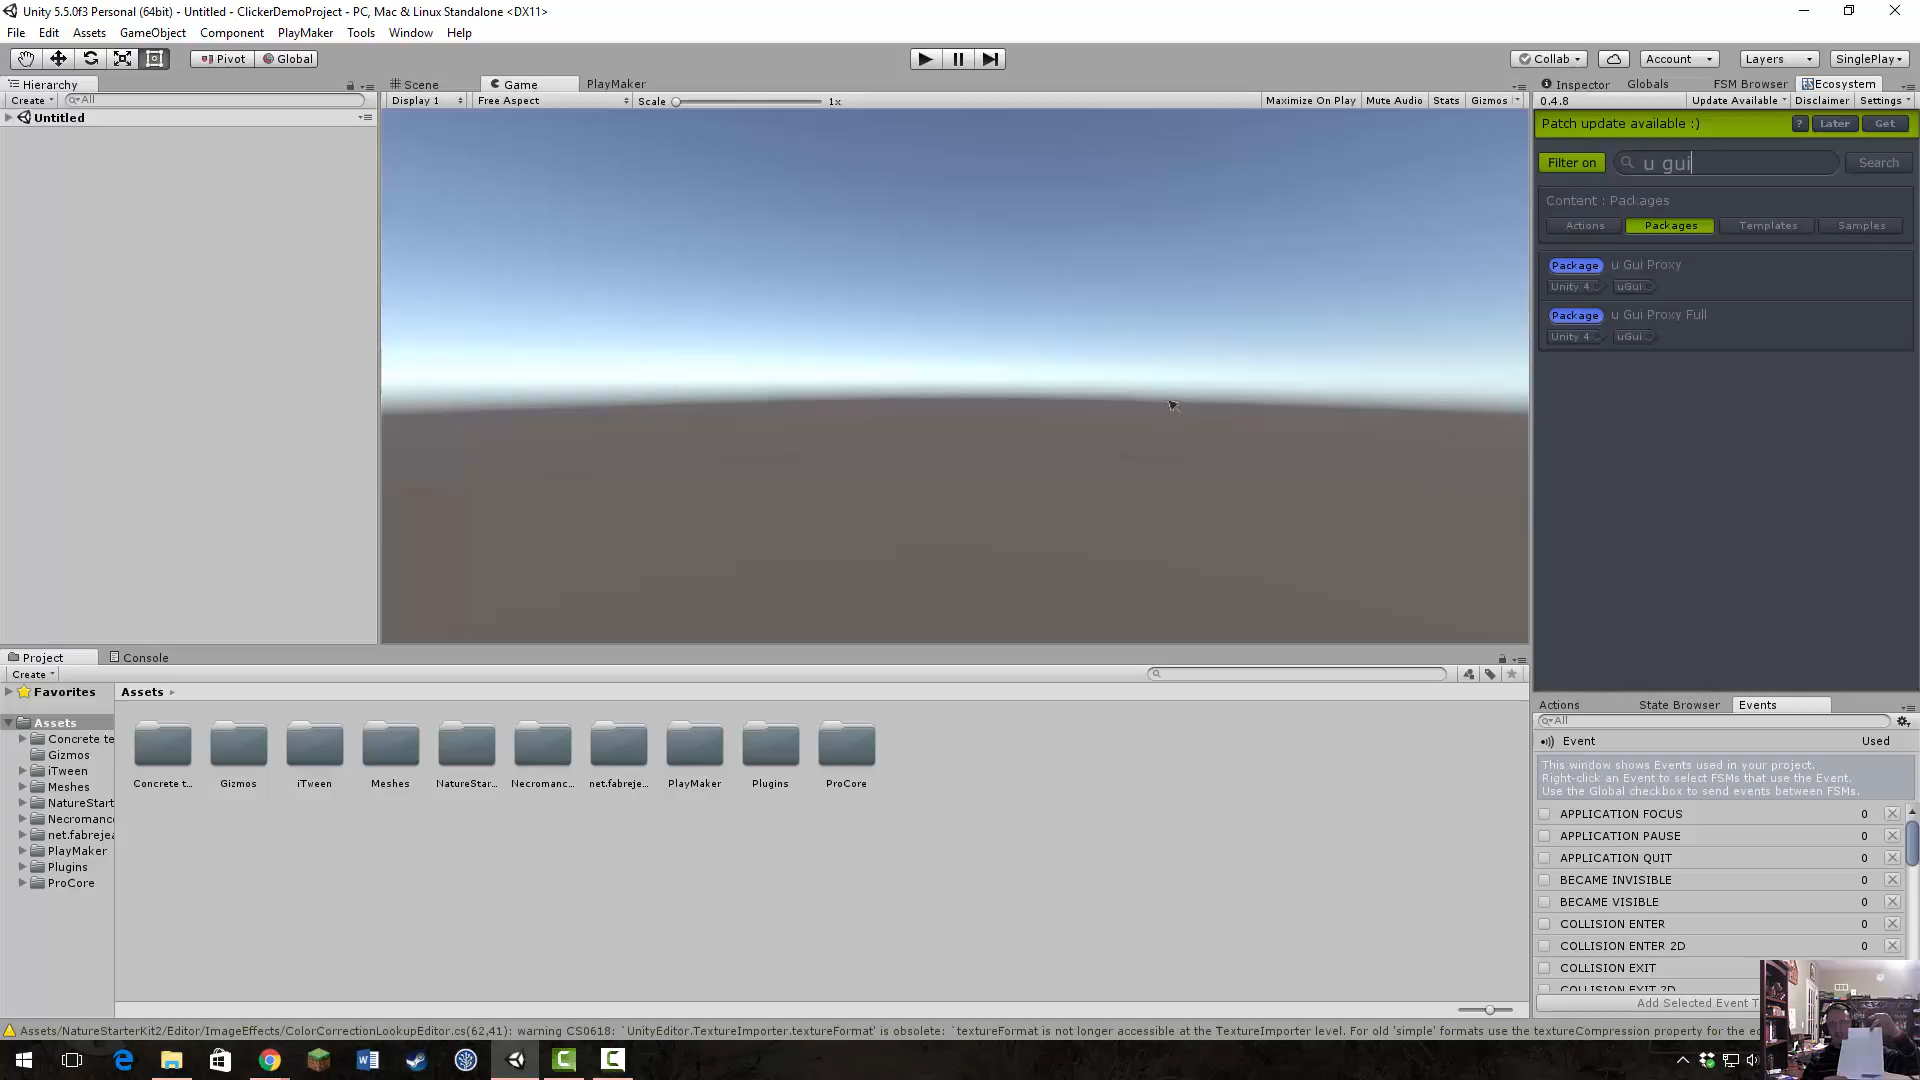 Unity 5.5.0f3 Personal (64bit) - Untitled - ClickerDemoProject - PC, Mac & Linux Standalone <DX11>
File Edit Assets GameObject Component PlayMaker Tools Window Help
Pivot Global Collab Account Layers SinglePlay
Hierarchy Scene Game PlayMaker Inspector Globals FSM Browser Ecosystem
Create All Display 1 Free Aspect Scale 1x Maximize On Play Mute Audio Stats Gizmos 0.4.8 Update Available Disclaimer Settings
Untitled
Patch update available :) ? Later Get
Filter on u gui Search
Content : Packages
Actions Packages Templates Samples
Package u Gui Proxy
Unity 4 uGui
Package u Gui Proxy Full
Unity 4 uGui
Project Console
Create
Favorites Assets
Assets
Concrete te
Gizmos
iTween
Meshes
NatureStart
Necromanc
net.fabrejea
PlayMaker
Plugins
ProCore
Concrete t... Gizmos iTween Meshes NatureStar... Necromanc... net.fabreje... PlayMaker Plugins ProCore
Actions State Browser Events
All
Event Used
This window shows Events used in your project.
Right-click an Event to select FSMs that use the Event.
Use the Global checkbox to send events between FSMs.
APPLICATION FOCUS 0
APPLICATION PAUSE 0
APPLICATION QUIT 0
BECAME INVISIBLE 0
BECAME VISIBLE 0
COLLISION ENTER 0
COLLISION ENTER 2D 0
COLLISION EXIT
COLLISION EXIT 2D
Add Selected Event T
Assets/NatureStarterKit2/Editor/ImageEffects/ColorCorrectionLookupEditor.cs(62,41): warning CS0618: `UnityEditor.TextureImporter.textureFormat' is obsolete: `textureFormat is not longer accessible at the TextureImporter level. For old 'simple' formats use the textureCompression property for the ec